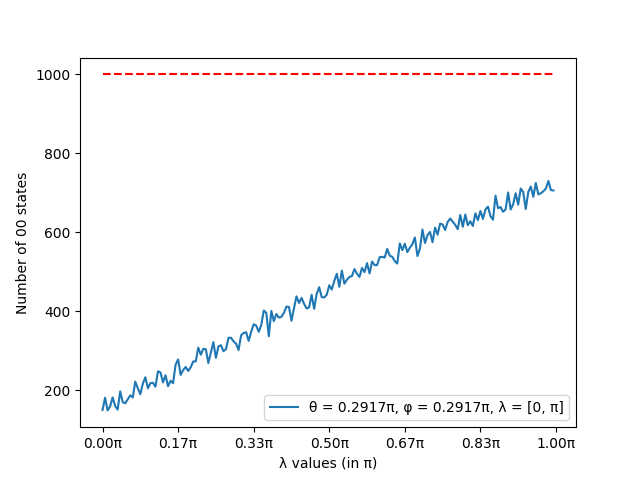 1000
800
600
400
200
Number of 00 states
θ = 0.2917π, φ = 0.2917π, λ = [0, π]
0.00π 0.17π 0.33π 0.50π 0.67π 0.83π 1.00π
λ values (in π)